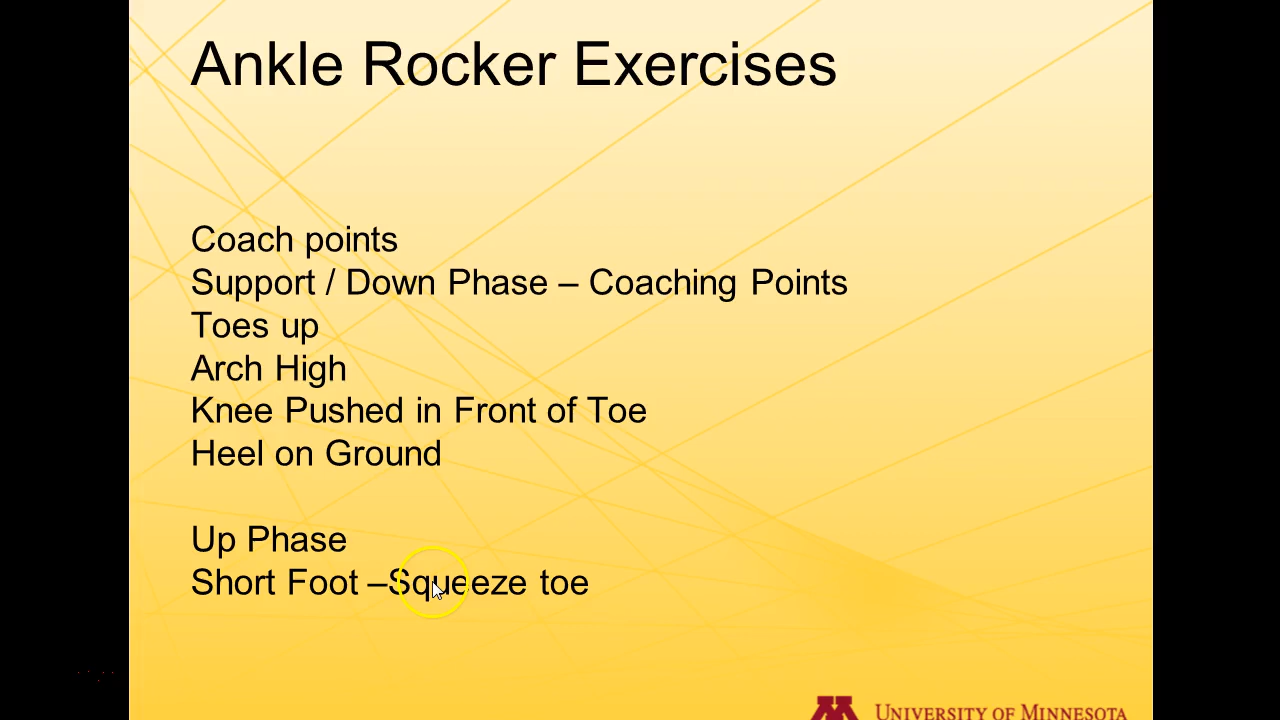 Ankle Rocker Exercises
Coach points
Support / Down Phase – Coaching Points
Toes up
Arch High
Knee Pushed in Front of Toe
Heel on Ground
Up Phase
Short Foot –Squeeze toe
M UNIVERSITY OF MINNESOTA